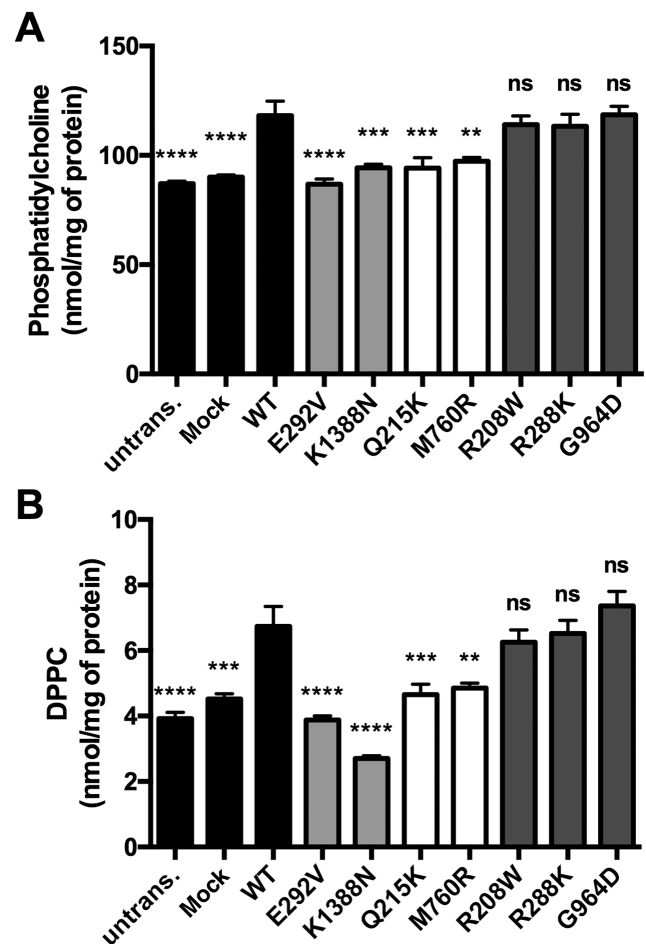 A
Phosphatidylcholine
(nmol/mg of protein)
150
100
50
0
**** **** **** *** *** ** ns ns ns
untrans. Mock WT E292V K1388N Q215K M760R R208W R288K G964D
B
DPPC
(nmol/mg of protein)
10
8
6
4
2
0
**** *** **** **** *** ** ns ns ns
untrans. Mock WT E292V K1388N Q215K M760R R208W R288K G964D